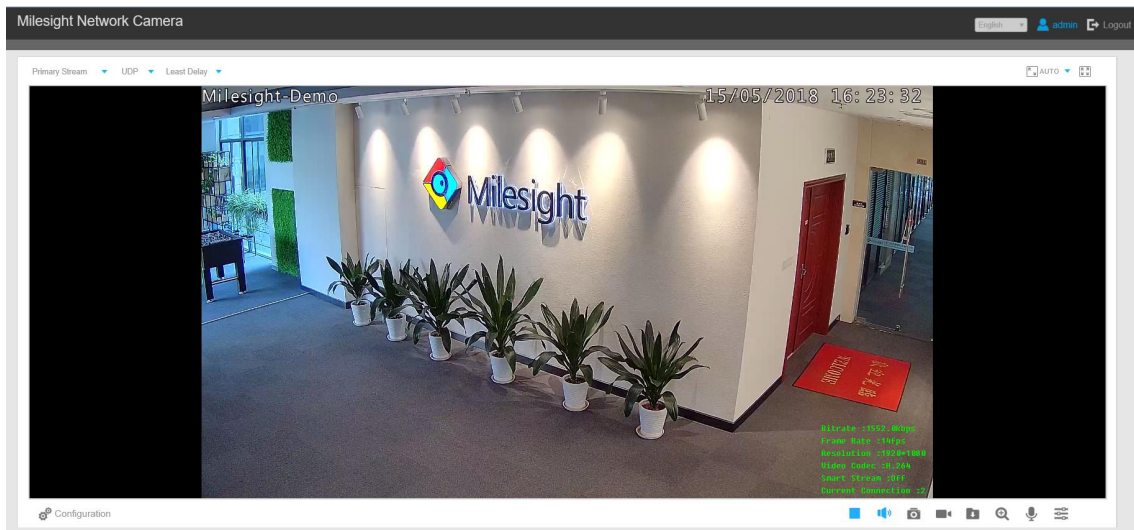 Milesight Network Camera
English admin Logout
Primary Stream UDP Least Delay AUTO
Milesight-Demo 15/05/2018 16:23:32
Milesight
WELCOME
Bitrate :3552.0kbps
Frame Rate :14fps
Resolution :1920*1080
Video Codec :H.264
Smart Stream :OFF
Current Connection :2
Configuration